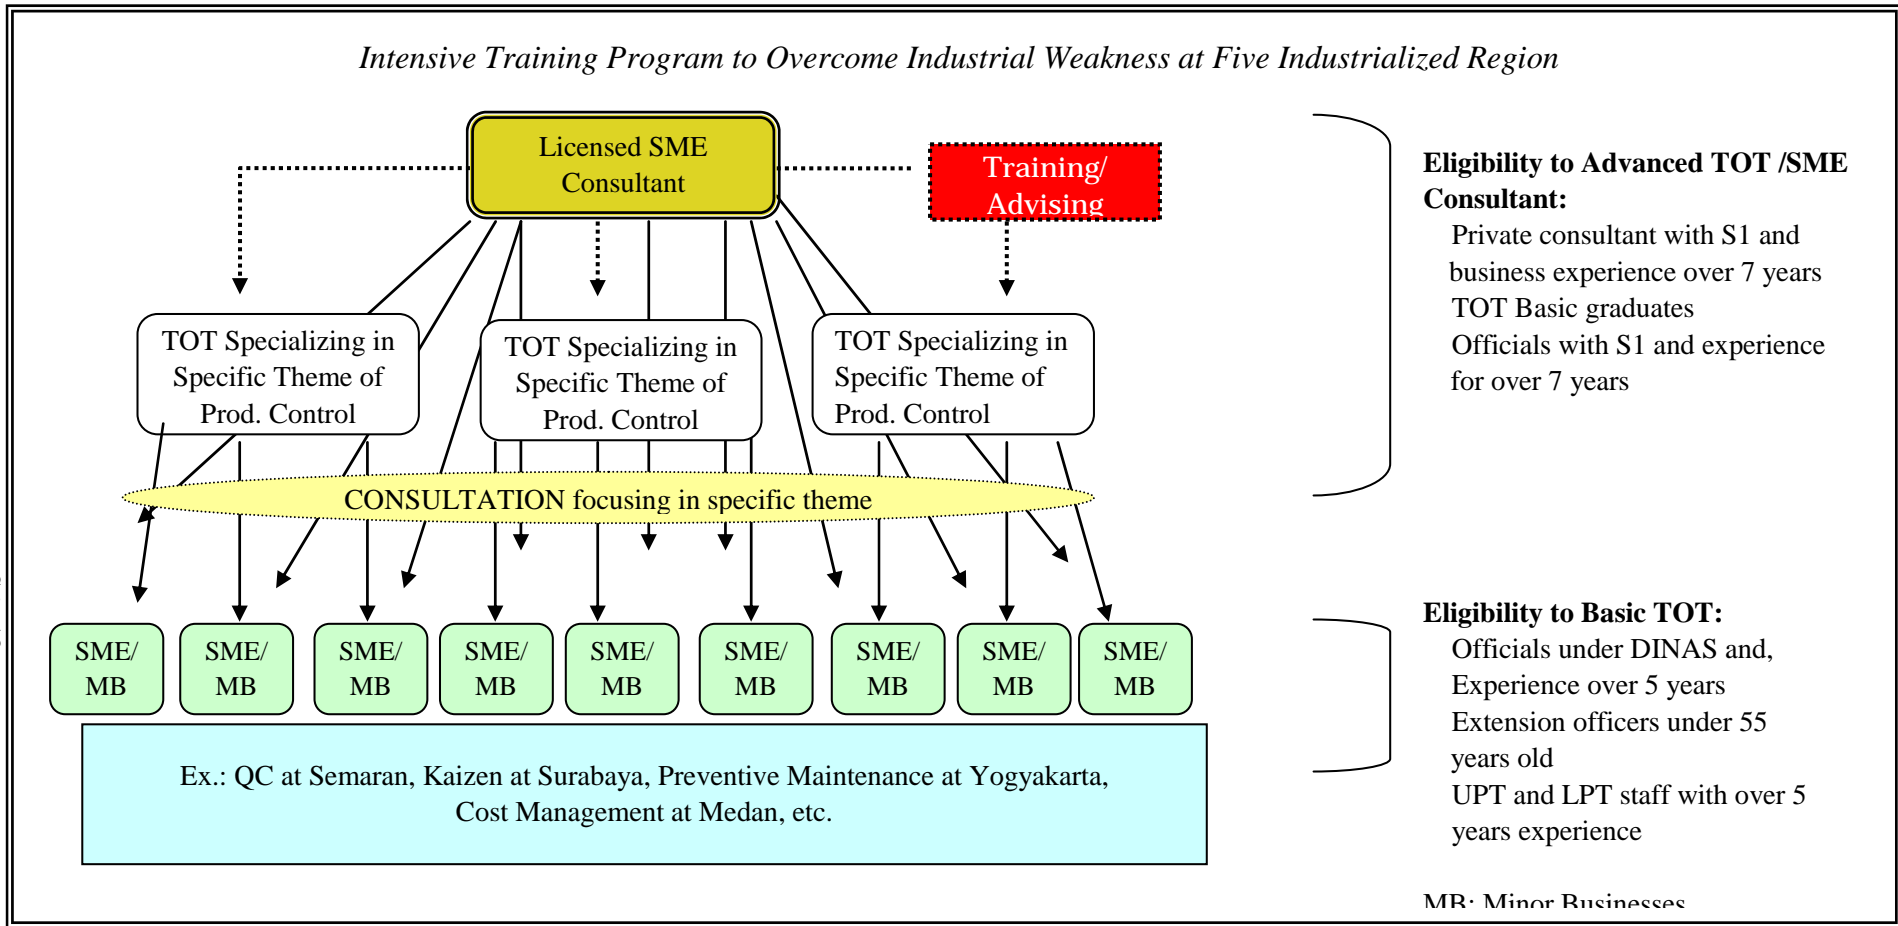 Intensive Training Program to Overcome Industrial Weakness at Five Industrialized Region
Licensed SME
Consultant
Training/
Advising
TOT Specializing in
Specific Theme of
Prod. Control
TOT Specializing in
Specific Theme of
Prod. Control
TOT Specializing in
Specific Theme of
Prod. Control
CONSULTATION focusing in specific theme
SME/
MB
SME/
MB
SME/
MB
SME/
MB
SME/
MB
SME/
MB
SME/
MB
SME/
MB
SME/
MB
Ex.: QC at Semaran, Kaizen at Surabaya, Preventive Maintenance at Yogyakarta,
Cost Management at Medan, etc.
Eligibility to Advanced TOT /SME
Consultant:
Private consultant with S1 and
business experience over 7 years
TOT Basic graduates
Officials with S1 and experience
for over 7 years
Eligibility to Basic TOT:
Officials under DINAS and,
Experience over 5 years
Extension officers under 55
years old
UPT and LPT staff with over 5
years experience
MB: Minor Businesses